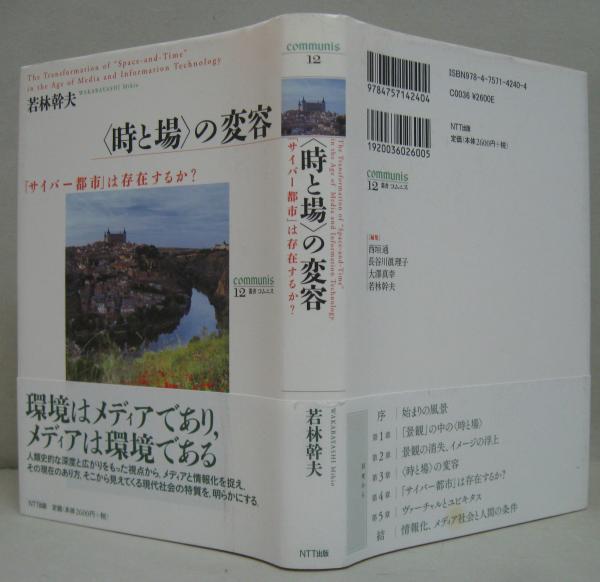 The Transformation of "Space-and-Time"
in the Age of Media and Information Technology
若林幹夫
WAKABAYASHI Mikio
〈時と場〉の変容
「サイバー都市」は存在するか?
communis
12 叢書 コムニス
環境はメディアであり,
メディアは環境である
人類史的な深度と広がりをもった視点から、メディアと情報化を捉え、
その現在のあり方、そこから見えてくる現代社会の特質を、明らかにする。
NTT出版
定価(本体2600円+税)
communis
12
〈時と場〉の変容
「サイバー都市」は存在するか?
The Transformation of "Space-and-Time"
in the Age of Media and Information Technology
若林幹夫
WAKABAYASHI Mikio
NTT出版
9784757142404
1920036026005
ISBN978-4-7571-4240-4
C0036 ¥2600E
NTT出版
定価(本体2600円+税)
communis
12 叢書 コムニス
[編集]
西垣通
長谷川眞理子
大澤真幸
若林幹夫
序 始まりの風景
第1章 「景観」の中の〈時と場〉
第2章 景観の消失、イメージの浮上
第3章 〈時と場〉の変容
第4章 「サイバー都市」は存在するか?
第5章 ヴァーチャルとユビキタス
結 情報化、メディア社会と人間の条件